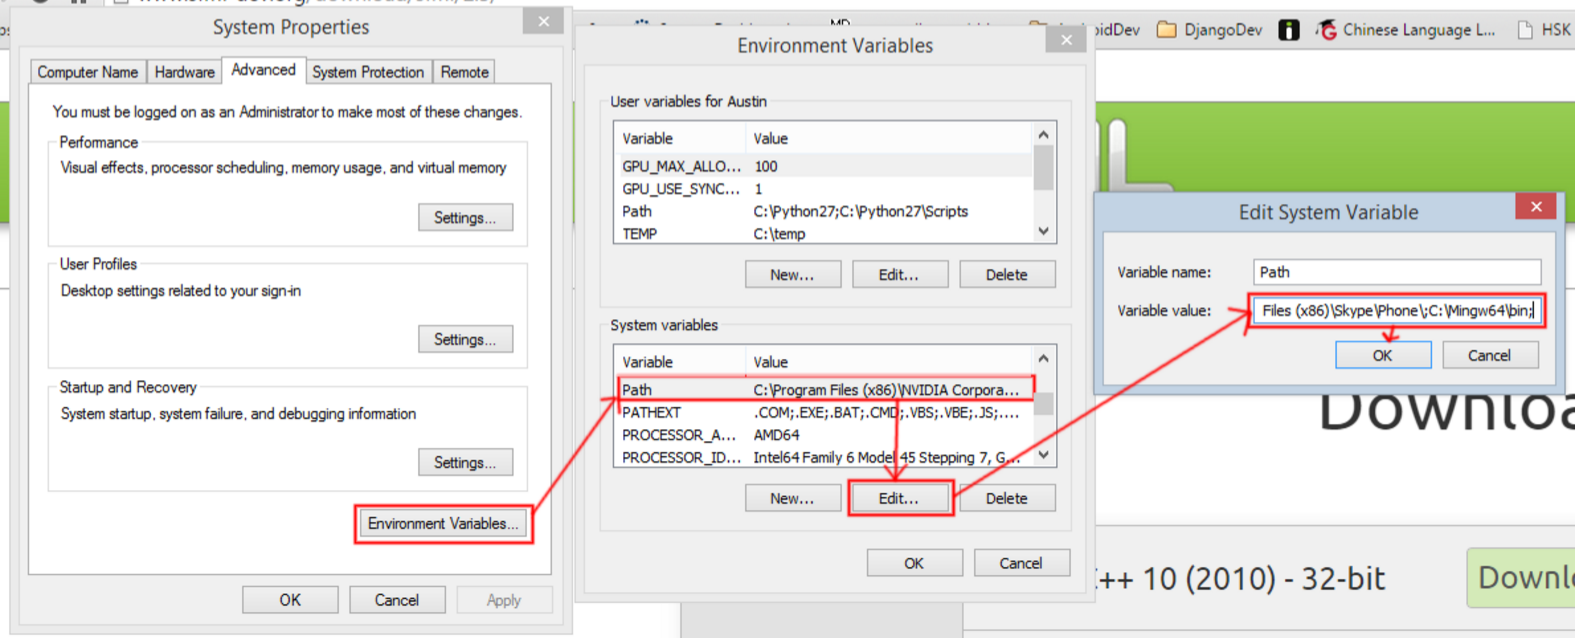 System Properties
Computer Name
Hardware
Advanced
System Protection
Remote
You must be logged on as an Administrator to make most of these changes.
Performance
Visual effects, processor scheduling, memory usage, and virtual memory
Settings...
User Profiles
Desktop settings related to your sign-in
Settings...
Startup and Recovery
System startup, system failure, and debugging information
Settings...
Environment Variables...
OK
Cancel
Apply
Environment Variables
User variables for Austin
Variable Value
GPU_MAX_ALLO... 100
GPU_USE_SYNC... 1
Path C:\Python27;C:\Python27\Scripts
TEMP C:\temp
New...
Edit...
Delete
System variables
Variable Value
Path C:\Program Files (x86)\NVIDIA Corpora...
PATHEXT .COM;.EXE;.BAT;.CMD;.VBS;.VBE;.JS;....
PROCESSOR_A... AMD64
PROCESSOR_ID... Intel64 Family 6 Model 45 Stepping 7, G...
New...
Edit...
Delete
OK
Cancel
DjangoDev
Chinese Language L...
HSK
Edit System Variable
Variable name: Path
Variable value: Files (x86)\Skype\Phone\;C:\Mingw64\bin;
OK
Cancel
Downloa
++ 10 (2010) - 32-bit
Downl